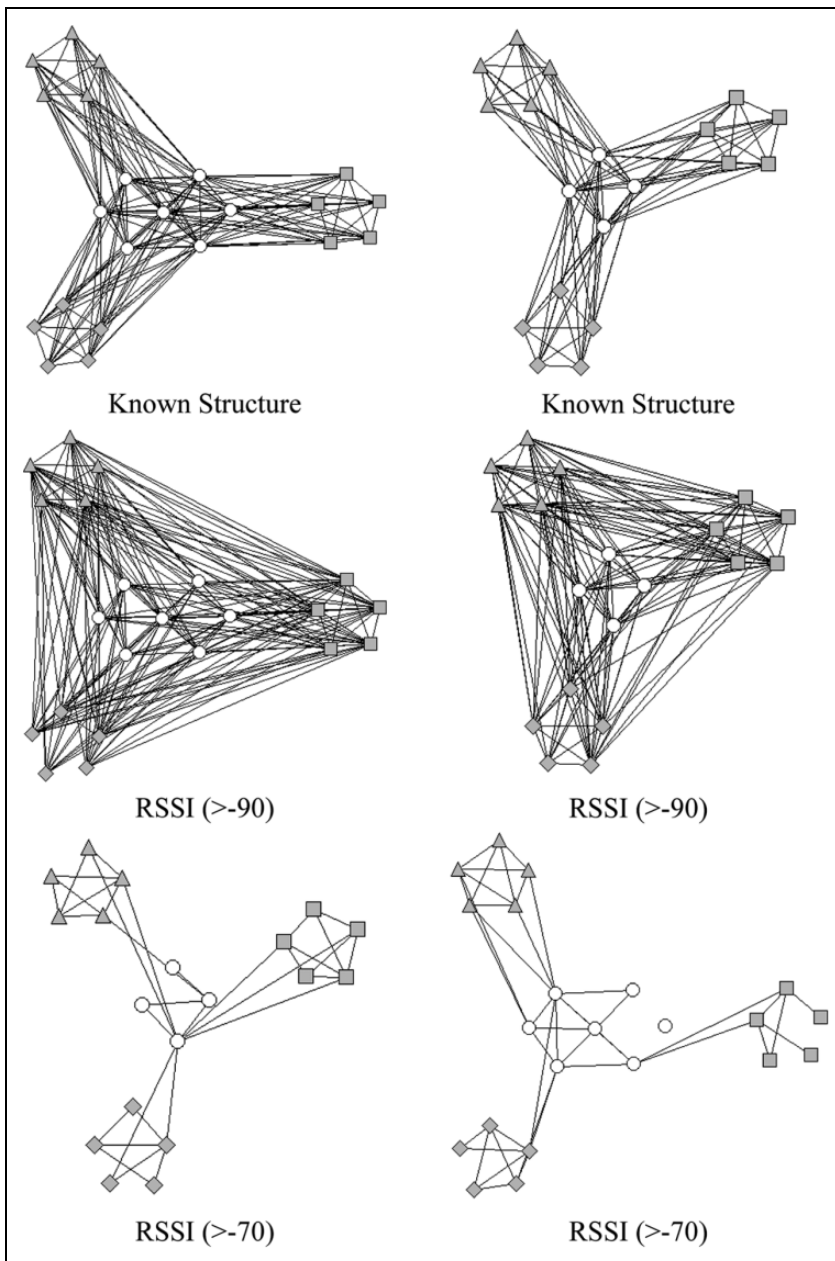 Known Structure
Known Structure
RSSI (>-90)
RSSI (>-90)
RSSI (>-70)
RSSI (>-70)